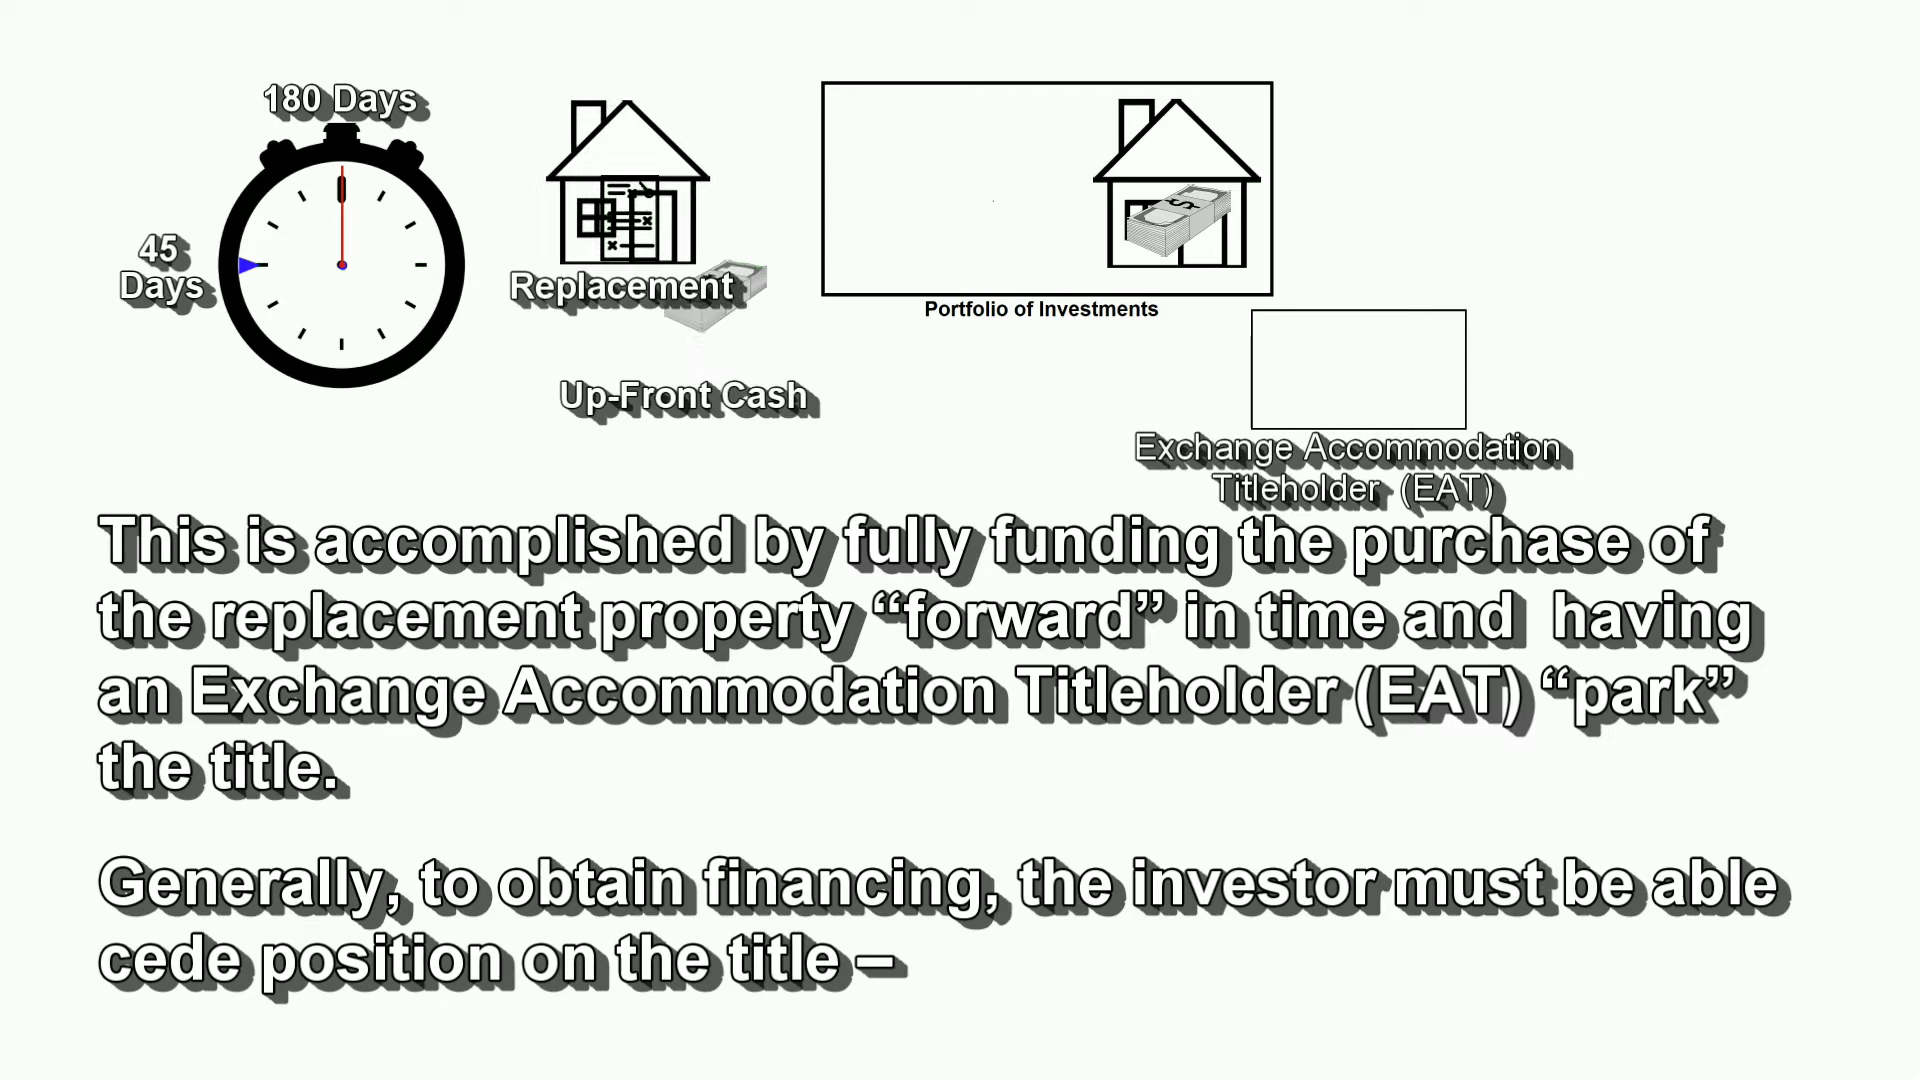 180 Days
45
Days
Replacement
Up-Front Cash
Portfolio of Investments
Exchange Accommodation
Titleholder (EAT)
This is accomplished by fully funding the purchase of
the replacement property “forward” in time and having
an Exchange Accommodation Titleholder (EAT) “park”
the title.
Generally, to obtain financing, the investor must be able
cede position on the title –